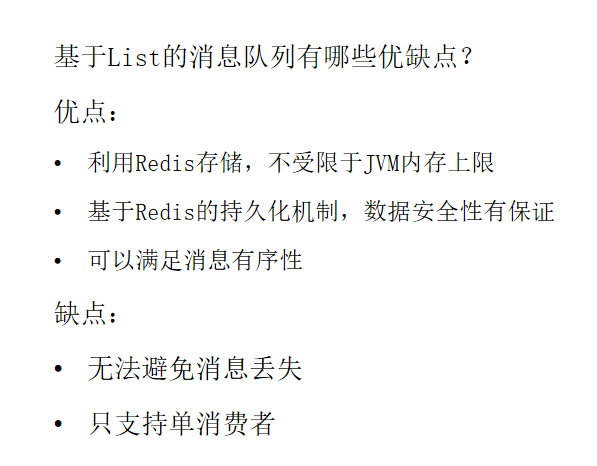 基于List的消息队列有哪些优缺点？
优点：
• 利用Redis存储，不受限于JVM内存上限
• 基于Redis的持久化机制，数据安全性有保证
• 可以满足消息有序性
缺点：
• 无法避免消息丢失
• 只支持单消费者